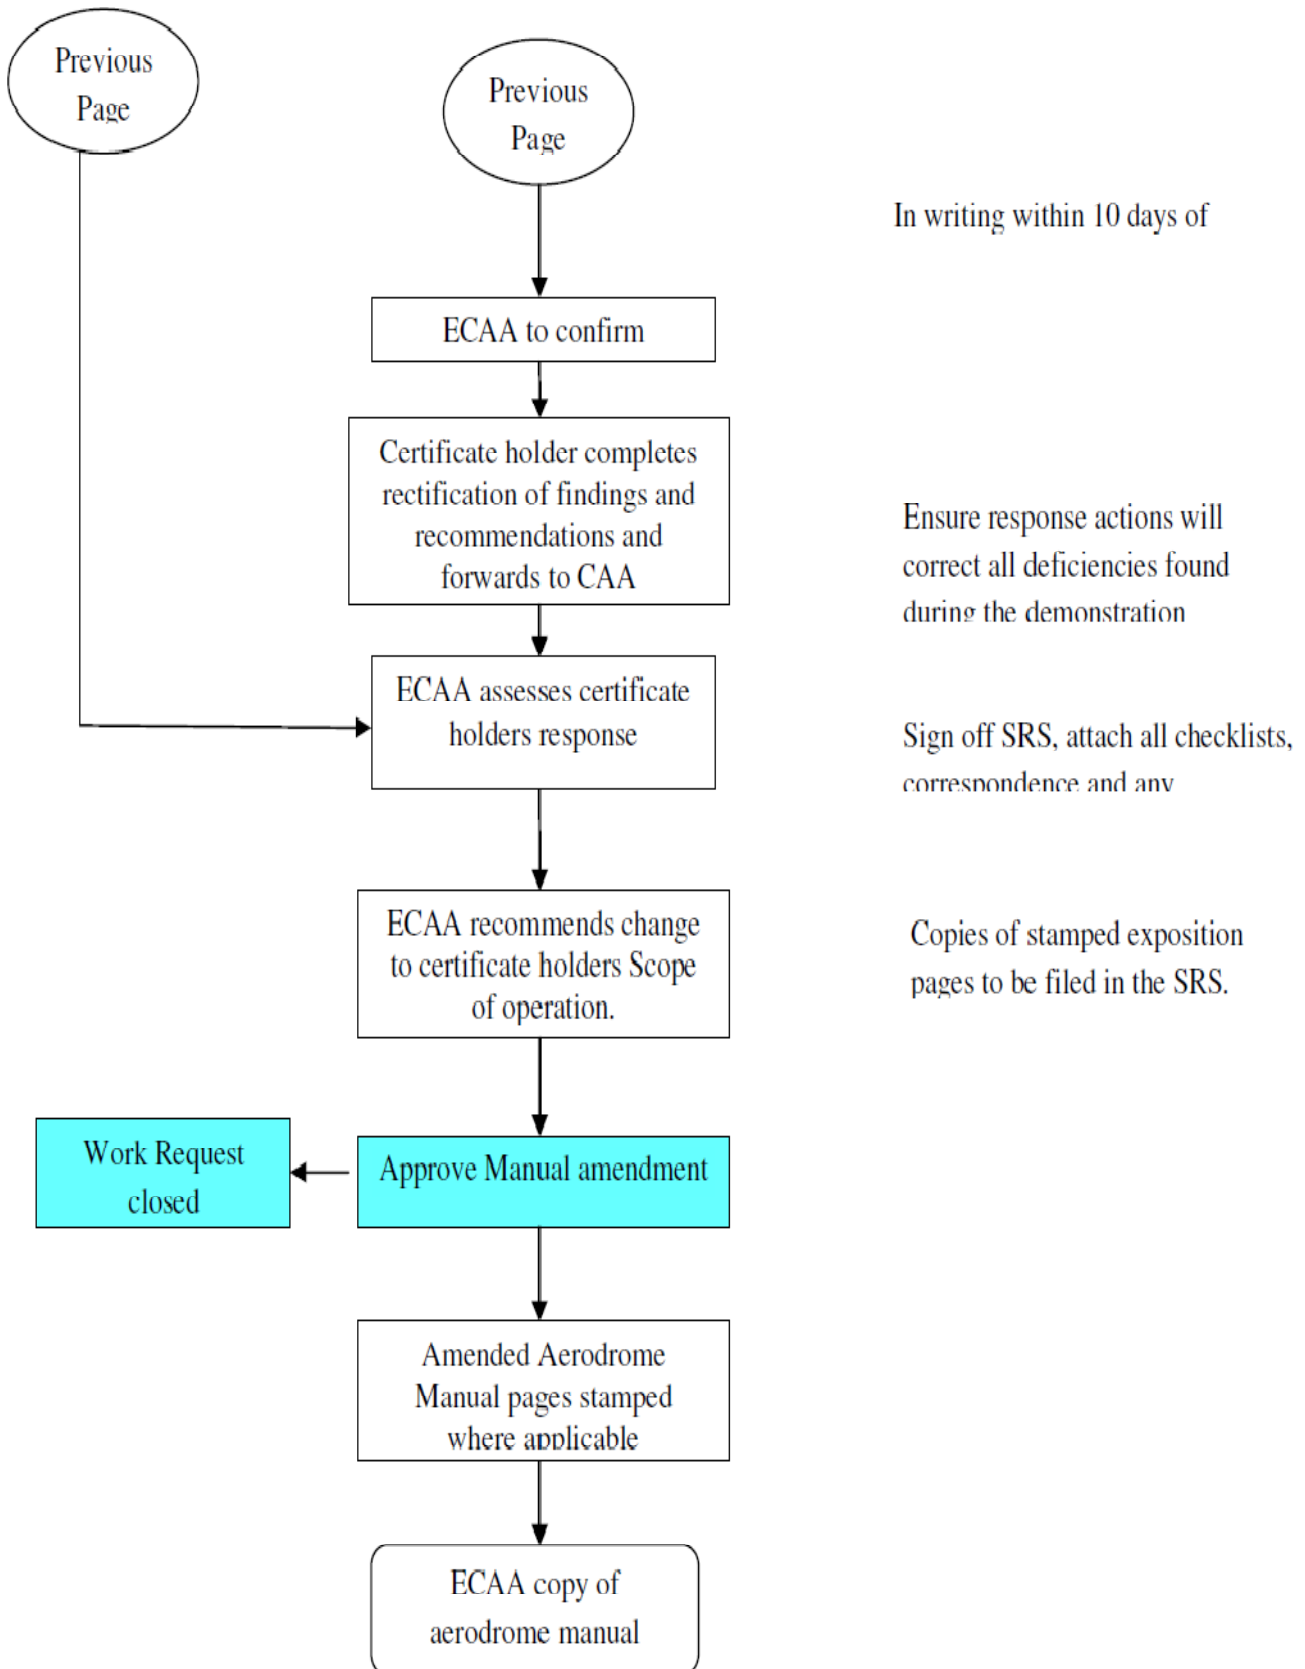 Previous
Page
Previous
Page
In writing within 10 days of
ECAA to confirm
Certificate holder completes
rectification of findings and
recommendations and
forwards to CAA
Ensure response actions will
correct all deficiencies found
during the demonstration
ECAA assesses certificate
holders response
Sign off SRS, attach all checklists,
correspondence and any
ECAA recommends change
to certificate holders Scope
of operation.
Copies of stamped exposition
pages to be filed in the SRS.
Work Request
closed
Approve Manual amendment
Amended Aerodrome
Manual pages stamped
where applicable
ECAA copy of
aerodrome manual